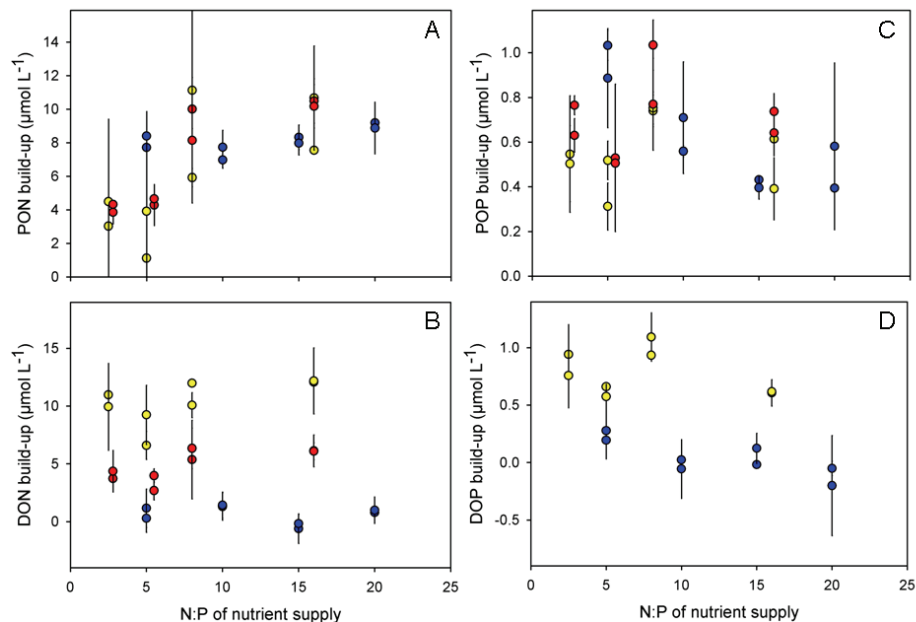 A
PON build-up (µmol L⁻¹)
14
12
10
8
6
4
2
0
C
POP build-up (µmol L⁻¹)
1.0
0.8
0.6
0.4
0.2
0.0
B
DON build-up (µmol L⁻¹)
15
10
5
0
0 5 10 15 20 25
N:P of nutrient supply
D
DOP build-up (µmol L⁻¹)
1.5
1.0
0.5
0.0
-0.5
0 5 10 15 20 25
N:P of nutrient supply